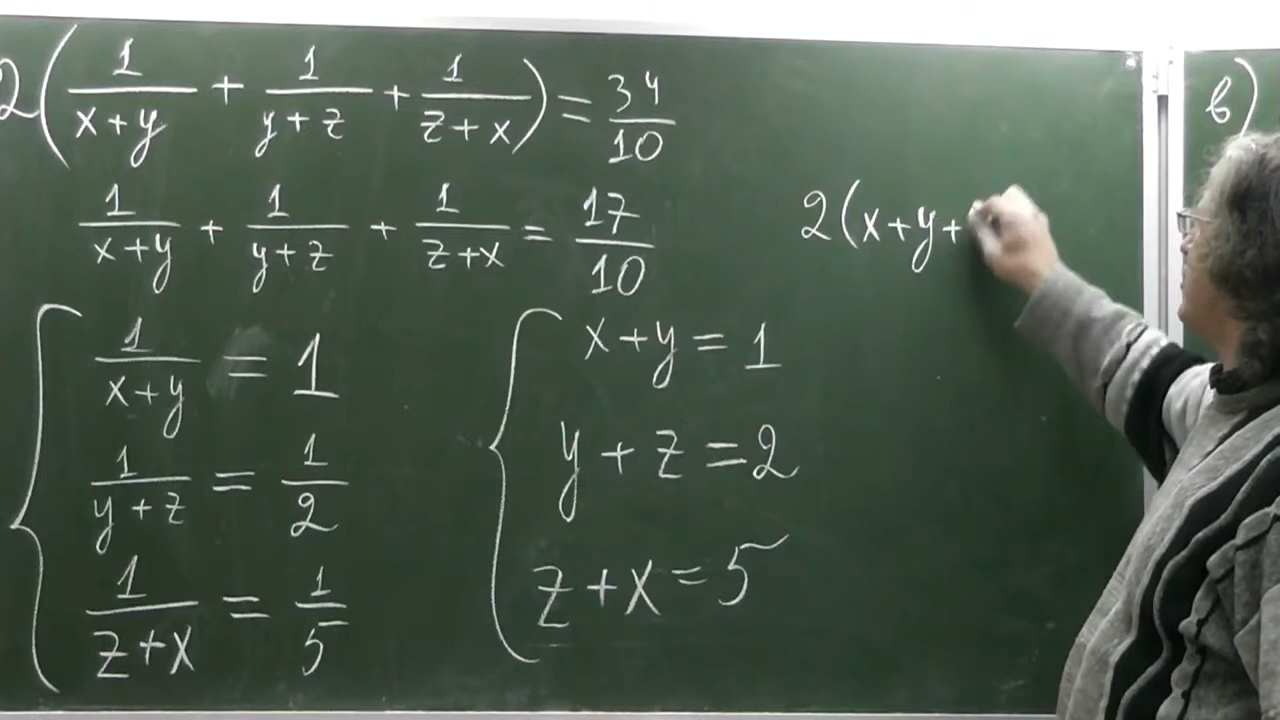 2(1/(x+y) + 1/(y+z) + 1/(z+x)) = 34/10
1/(x+y) + 1/(y+z) + 1/(z+x) = 17/10
2(x+y+
{ 1/(x+y) = 1
1/(y+z) = 1/2
1/(z+x) = 1/5
{ x+y = 1
y+z = 2
z+x = 5
в)